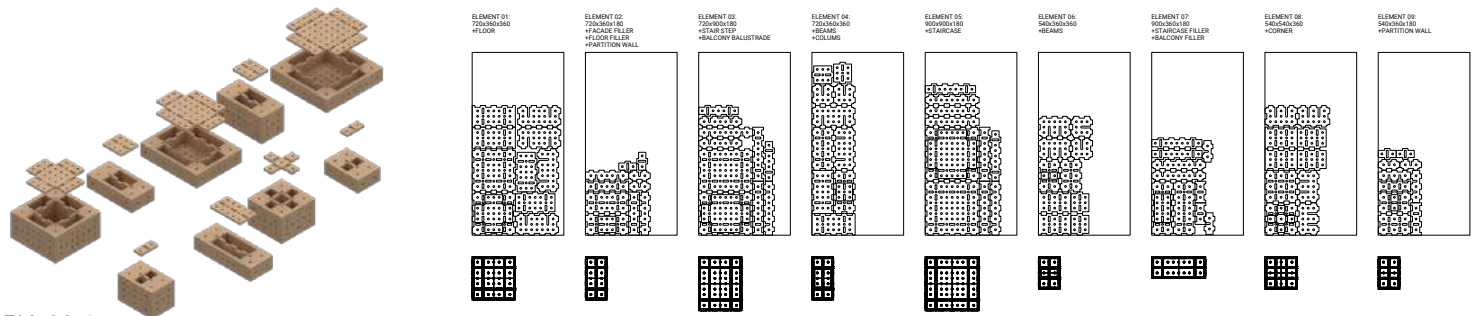 ELEMENT 01:
720x360x360
+FLOOR
ELEMENT 02:
720x360x180
+FACADE FILLER
+FLOOR FILLER
+PARTITION WALL
ELEMENT 03:
720x900x180
+STAIR STEP
+BALCONY BALUSTRADE
ELEMENT 04:
720x360x360
+BEAMS
+COLUMS
ELEMENT 05:
900x900x180
+STAIRCASE
ELEMENT 06:
540x360x360
+BEAMS
ELEMENT 07:
900x360x180
+STAIRCASE FILLER
+BALCONY FILLER
ELEMENT 08:
540x540x360
+CORNER
ELEMENT 09:
540x360x180
+PARTITION WALL